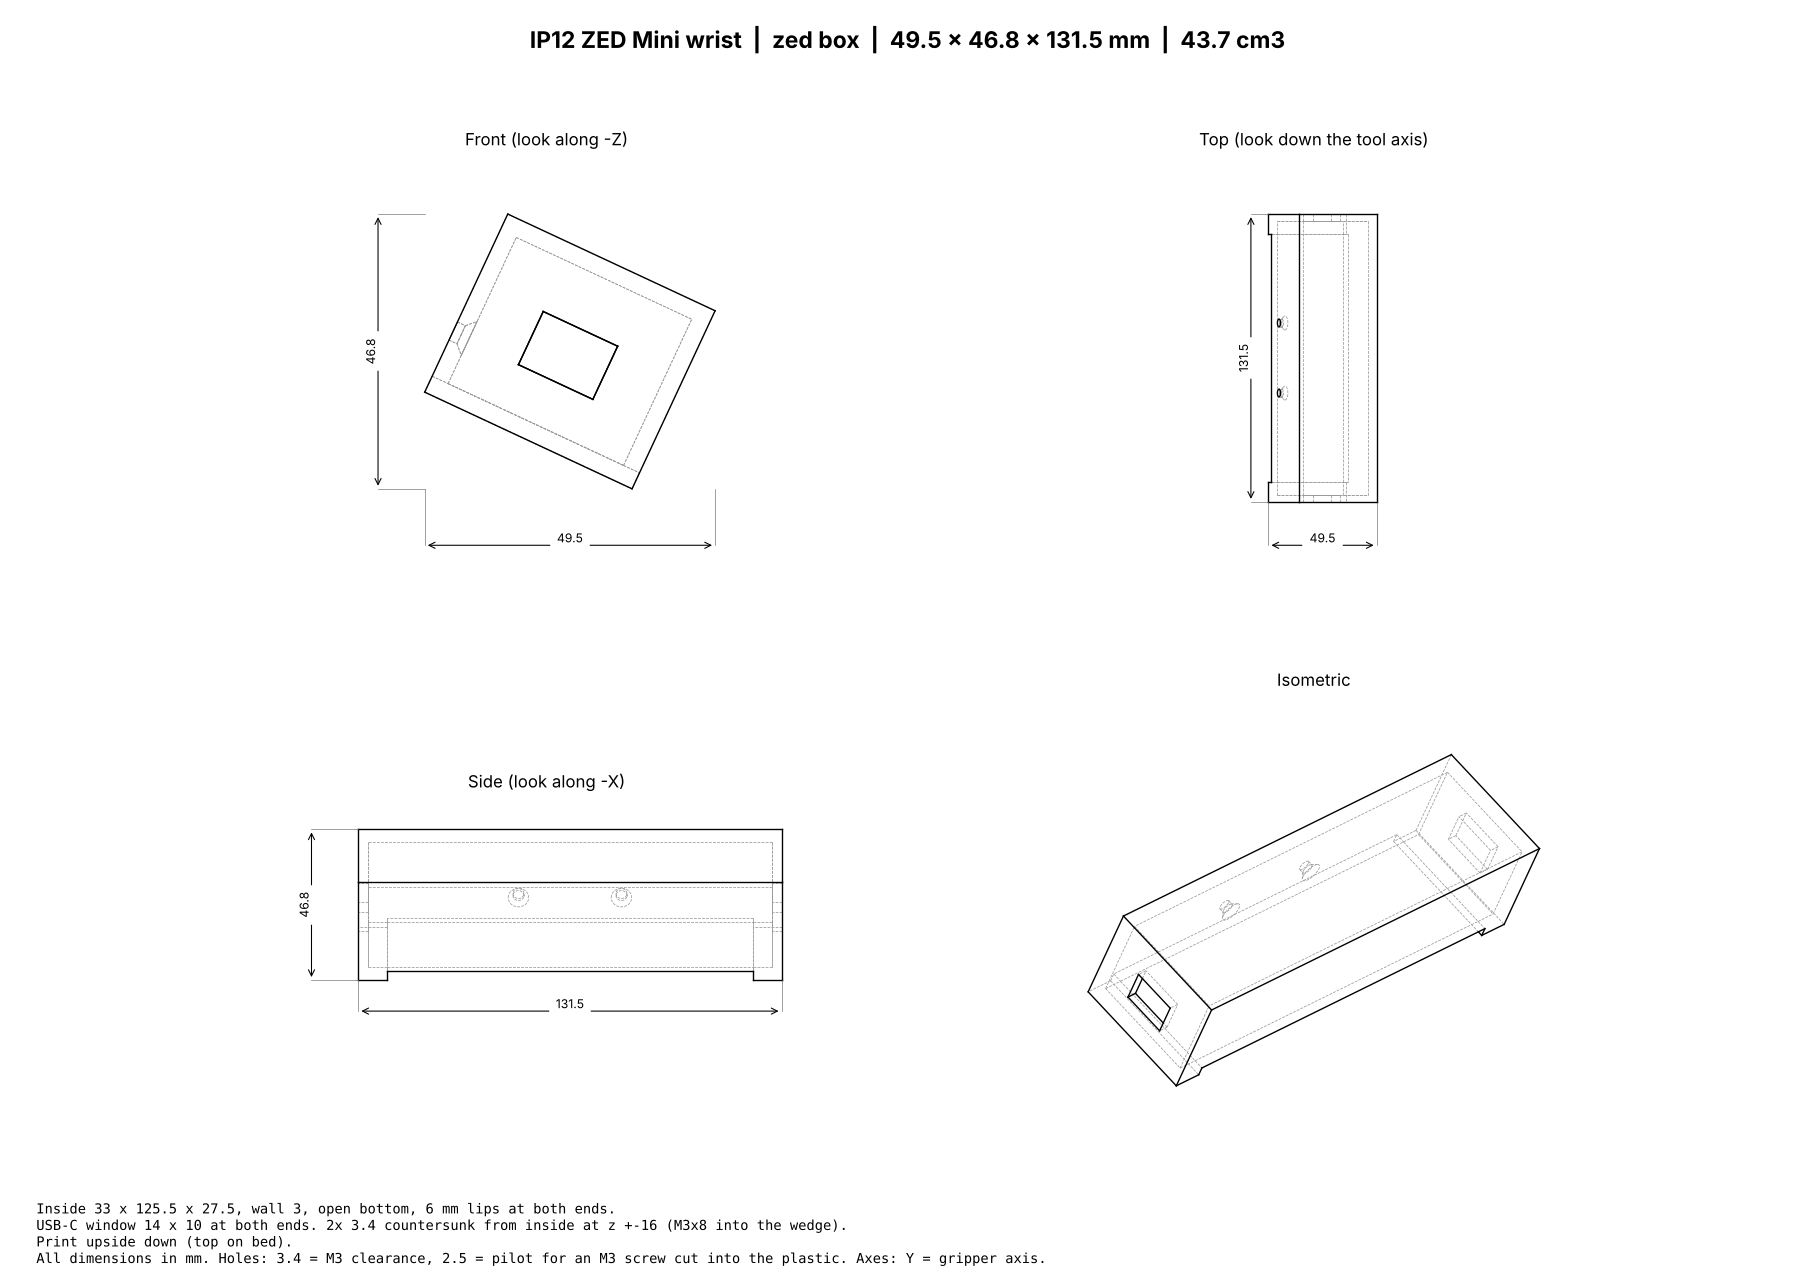 IP12 ZED Mini wrist | zed box | 49.5 × 46.8 × 131.5 mm | 43.7 cm3
Front (look along -Z)
Top (look down the tool axis)
46.8
49.5
131.5
49.5
Isometric
Side (look along -X)
46.8
131.5
Inside 33 x 125.5 x 27.5, wall 3, open bottom, 6 mm lips at both ends.
USB-C window 14 x 10 at both ends. 2x 3.4 countersunk from inside at z +-16 (M3x8 into the wedge).
Print upside down (top on bed).
All dimensions in mm. Holes: 3.4 = M3 clearance, 2.5 = pilot for an M3 screw cut into the plastic. Axes: Y = gripper axis.